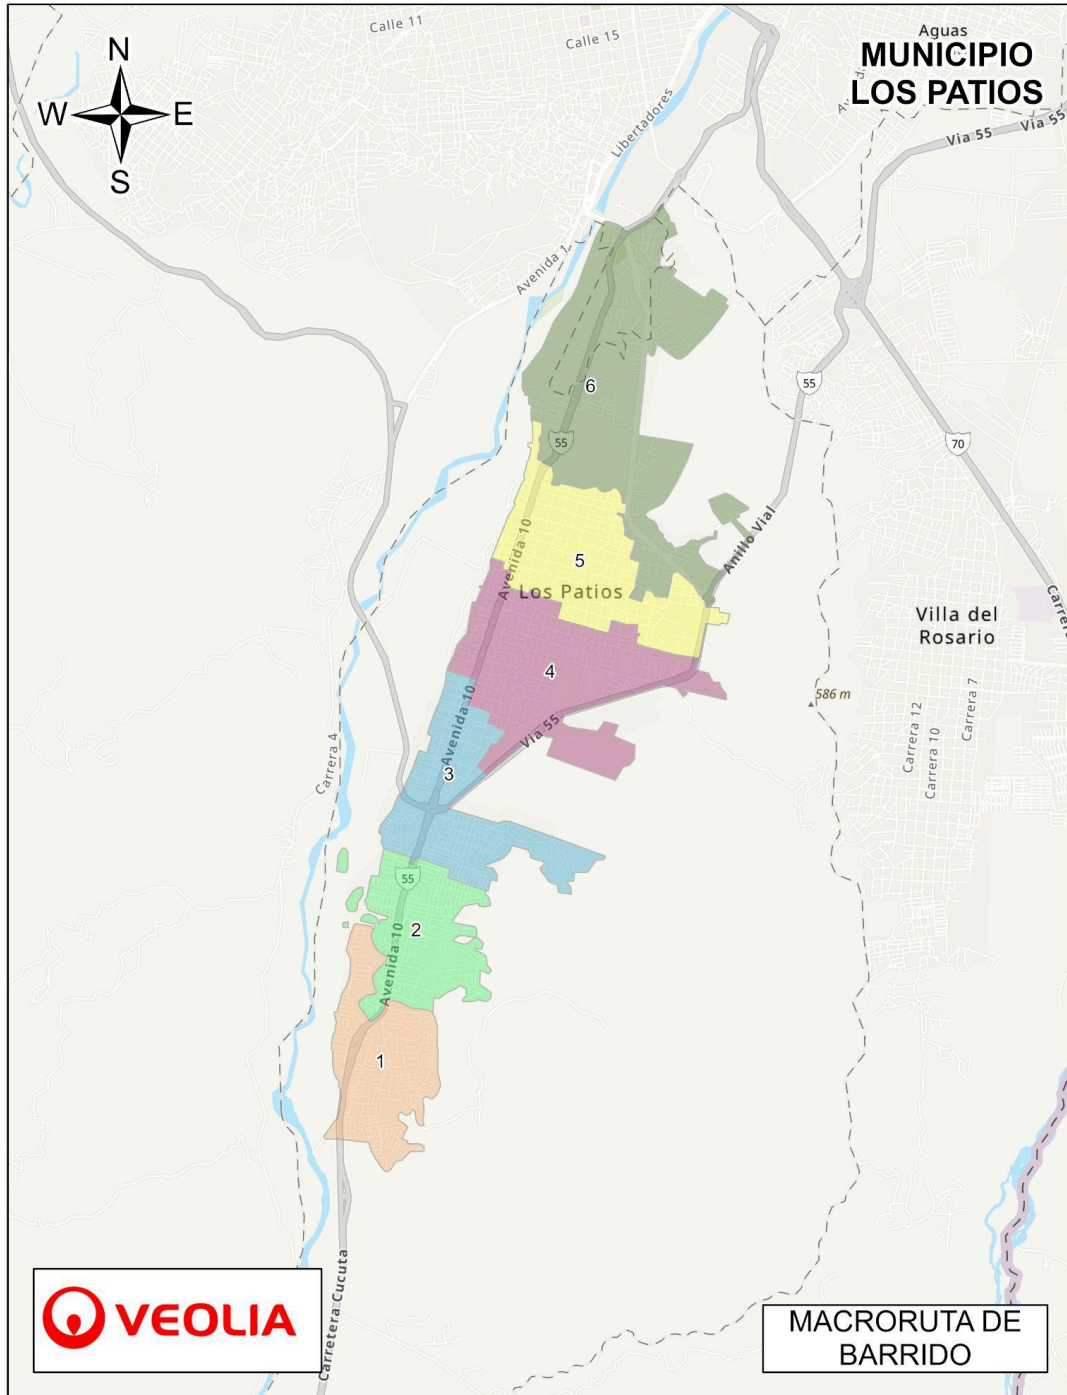 Calle 11
Calle 15
Aguas
MUNICIPIO
LOS PATIOS
N
W
E
S
Via 55
Via 55
Libertadores
Avenida 1
6
55
55
70
Avenida 10
5
Los Patios
Anillo Vial
Villa del
Rosario
4
Avenida 10
Via 55
586 m
Carrera 12
Carrera 10
Carrera 7
Carrera 4
3
55
2
Avenida 10
1
Carretera Cucuta
VEOLIA
MACRORUTA DE
BARRIDO